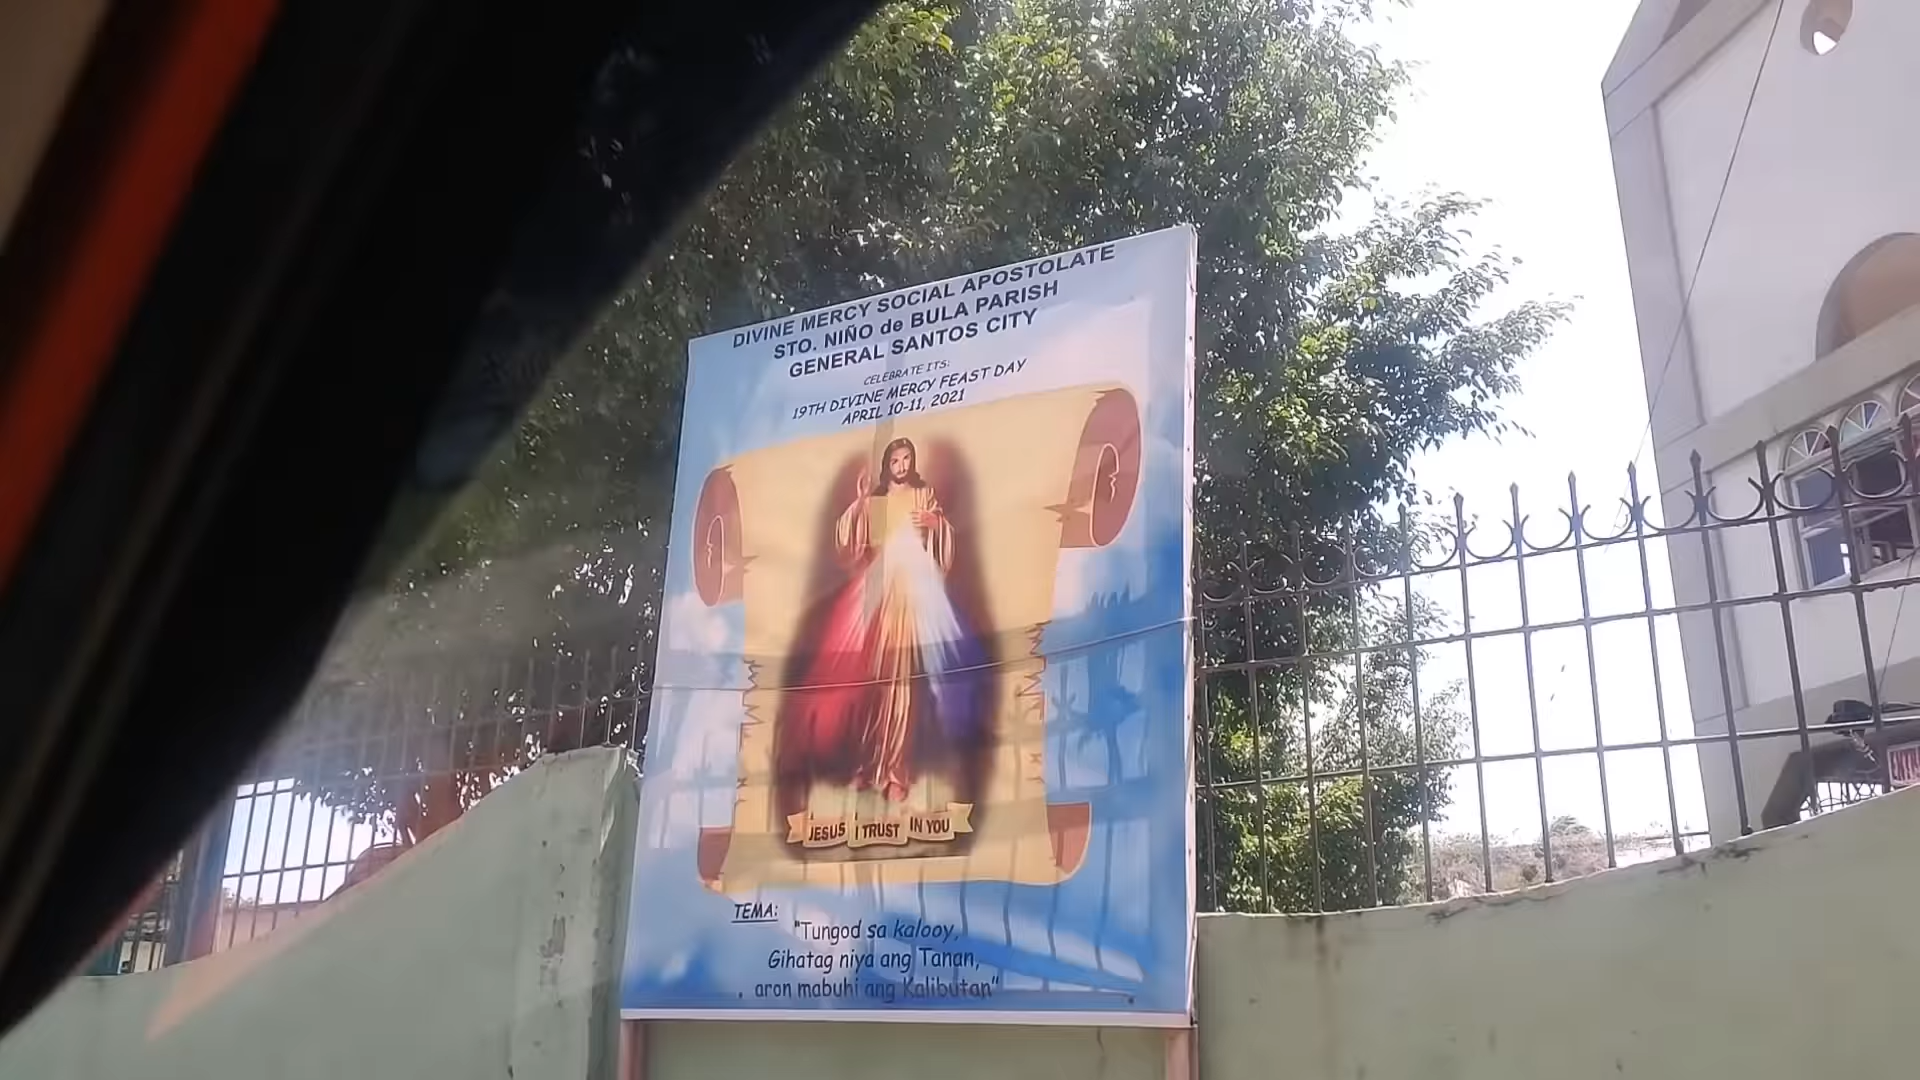 DIVINE MERCY SOCIAL APOSTOLATE
STO. NIÑO de BULA PARISH
GENERAL SANTOS CITY
CELEBRATE ITS:
19TH DIVINE MERCY FEAST DAY
APRIL 10-11, 2021
JESUS I TRUST IN YOU
TEMA:
"Tungod sa kalooy,
Gihatag niya ang Tanan,
aron mabuhi ang Kalibutan"